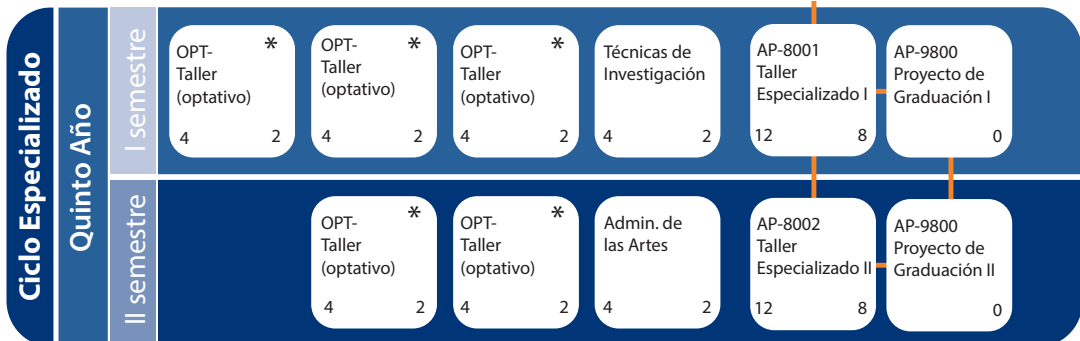 Ciclo Especializado
Quinto Año
I semestre
OPT- *
Taller
(optativo)
4 2
OPT- *
Taller
(optativo)
4 2
OPT- *
Taller
(optativo)
4 2
Técnicas de
Investigación
4 2
AP-8001
Taller
Especializado I
12 8
AP-9800
Proyecto de
Graduación I
0
II semestre
OPT- *
Taller
(optativo)
4 2
OPT- *
Taller
(optativo)
4 2
Admin. de
las Artes
4 2
AP-8002
Taller
Especializado II
12 8
AP-9800
Proyecto de
Graduación II
0